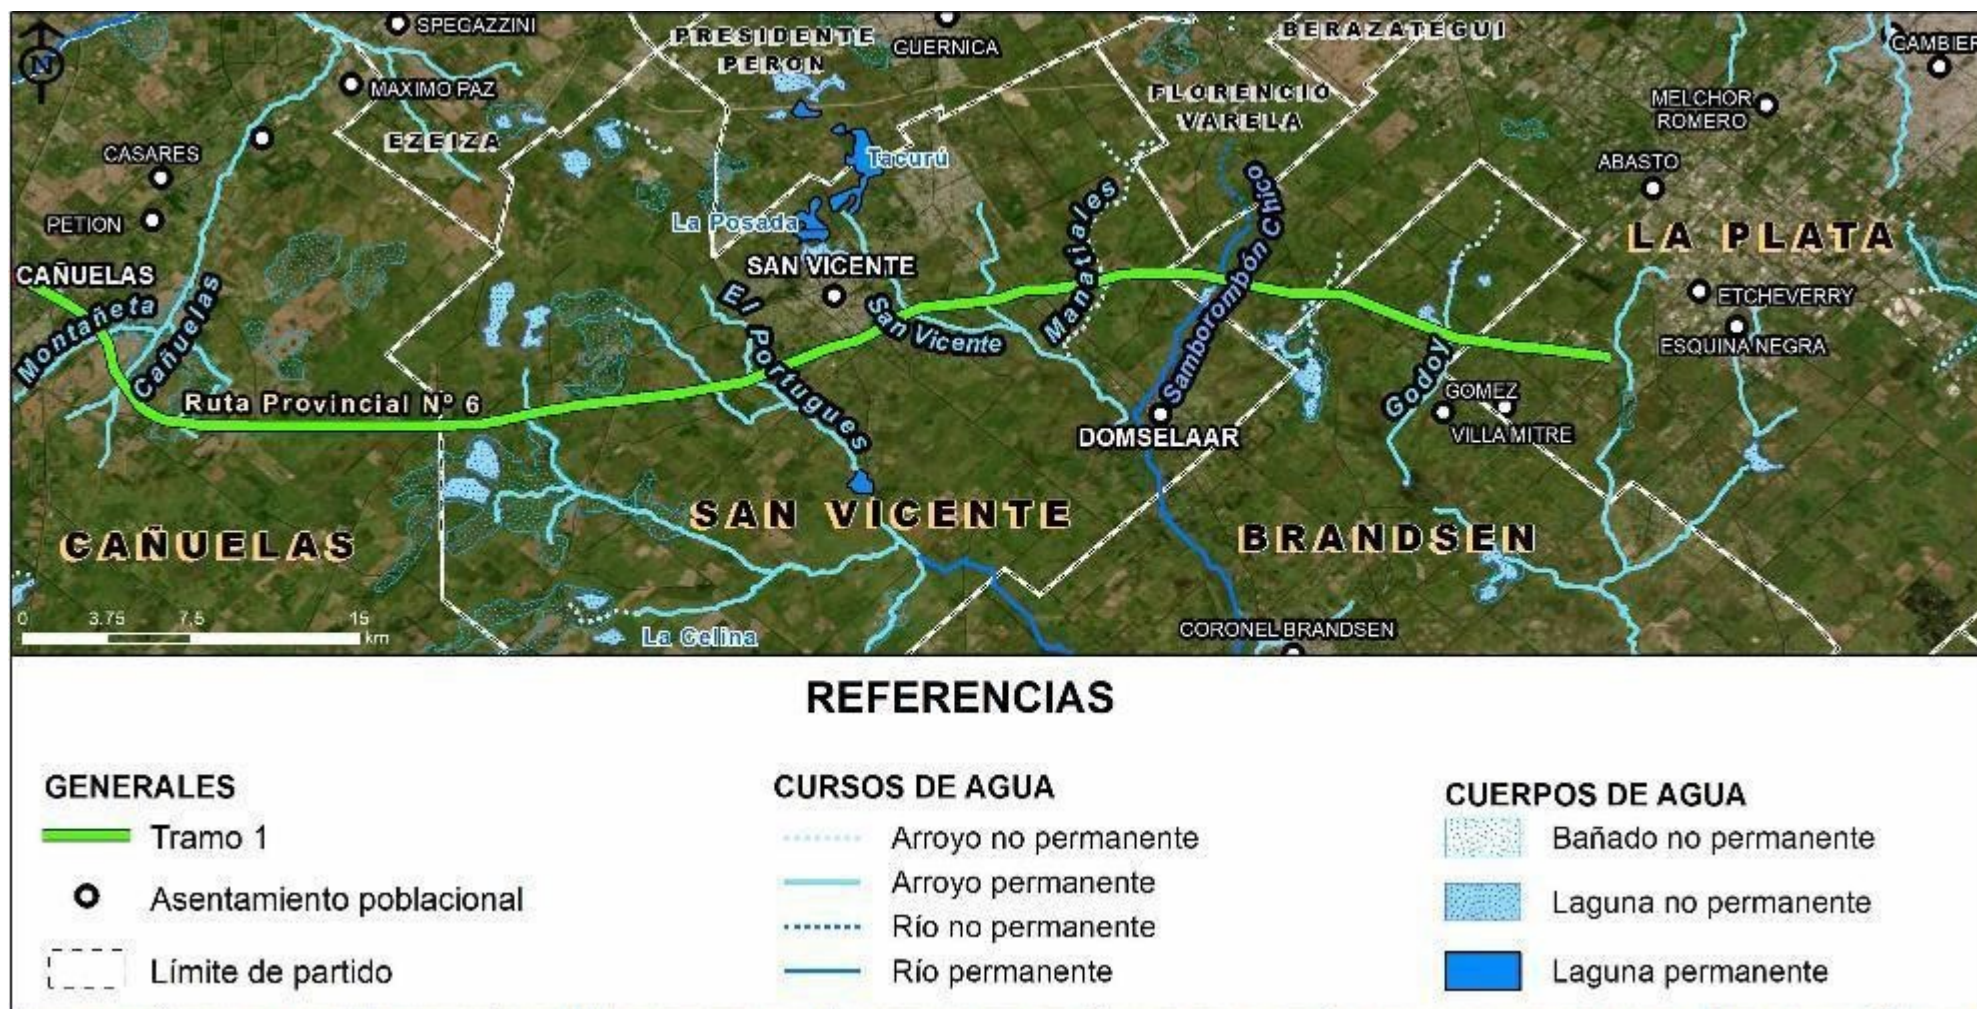 SPEGAZZINI
PRESIDENTE
PERON
GUERNICA
BERAZATEGUI
CAMBIER
N
MAXIMO PAZ
FLORENCIO
VARELA
MELCHOR
ROMERO
EZEIZA
CASARES
Tacurú
ABASTO
PETION
La Posada
Manatiales
Samborombón Chico
LA PLATA
CAÑUELAS
SAN VICENTE
Montañeta
Cañuelas
El Portugues
San Vicente
ETCHEVERRY
ESQUINA NEGRA
Ruta Provincial Nº 6
Godoy
GOMEZ
VILLA MITRE
DOMSELAAR
SAN VICENTE
CAÑUELAS
BRANDSEN
0 3.75 7.5 15
km
La Celina
CORONEL BRANDSEN
REFERENCIAS
GENERALES
Tramo 1
Asentamiento poblacional
Límite de partido
CURSOS DE AGUA
Arroyo no permanente
Arroyo permanente
Río no permanente
Río permanente
CUERPOS DE AGUA
Bañado no permanente
Laguna no permanente
Laguna permanente